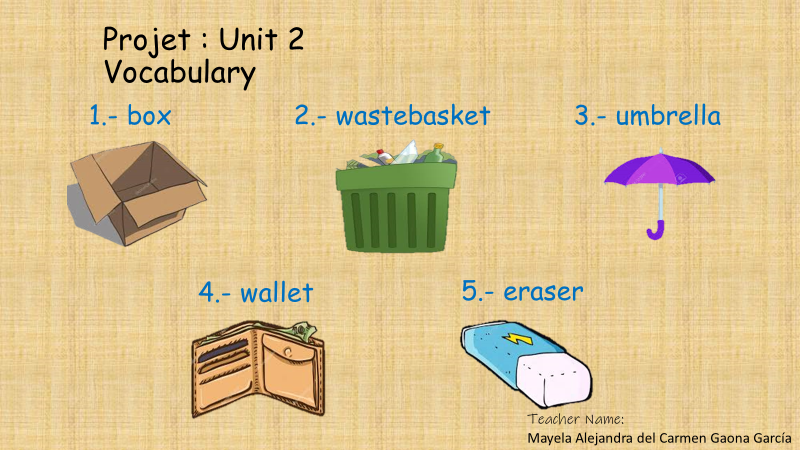 Projet : Unit 2
Vocabulary
1.- box
2.- wastebasket
3.- umbrella
4.- wallet
5.- eraser
Teacher Name:
Mayela Alejandra del Carmen Gaona García